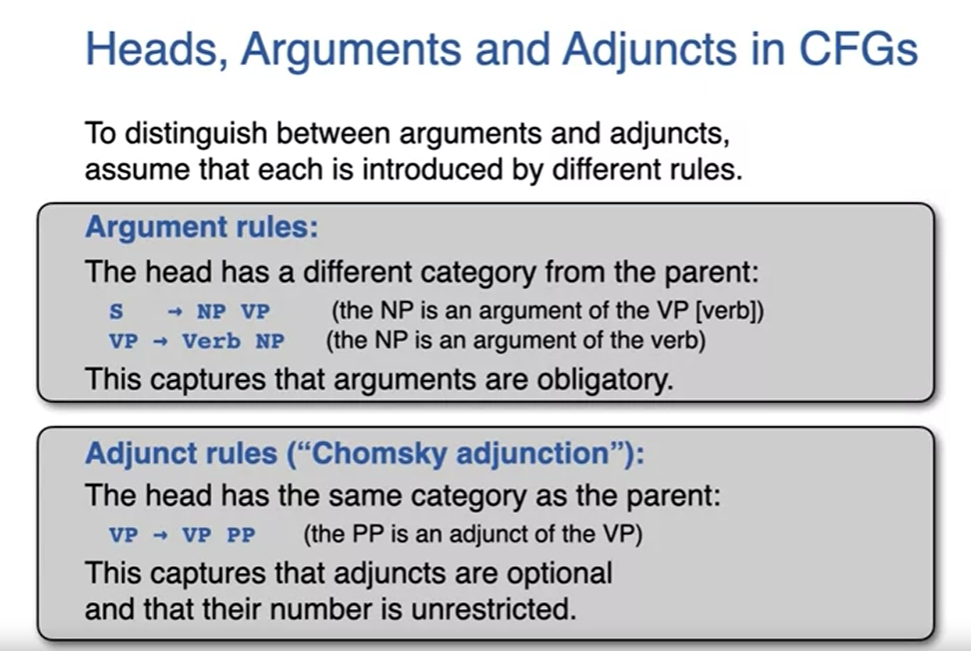 Heads, Arguments and Adjuncts in CFGs
To distinguish between arguments and adjuncts,
assume that each is introduced by different rules.
Argument rules:
The head has a different category from the parent:
S → NP VP (the NP is an argument of the VP [verb])
VP → Verb NP (the NP is an argument of the verb)
This captures that arguments are obligatory.
Adjunct rules (“Chomsky adjunction”):
The head has the same category as the parent:
VP → VP PP (the PP is an adjunct of the VP)
This captures that adjuncts are optional
and that their number is unrestricted.